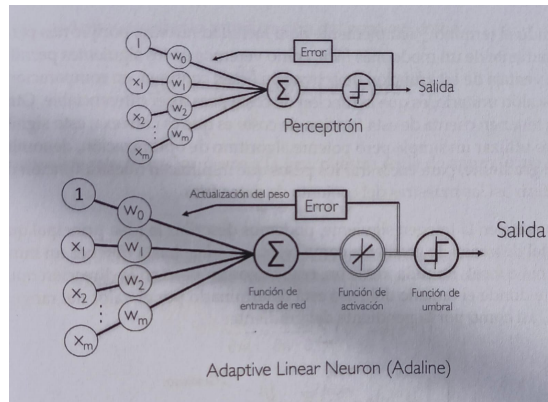 1
w₀
Error
x₁
w₁
Σ
Salida
x₂
w₂
Perceptrón
xₘ
wₘ
1
w₀
Actualización del peso
Error
Salida
x₁
w₁
Σ
x₂
w₂
Función de
entrada de red
Función de
activación
Función de
umbral
xₘ
wₘ
Adaptive Linear Neuron (Adaline)